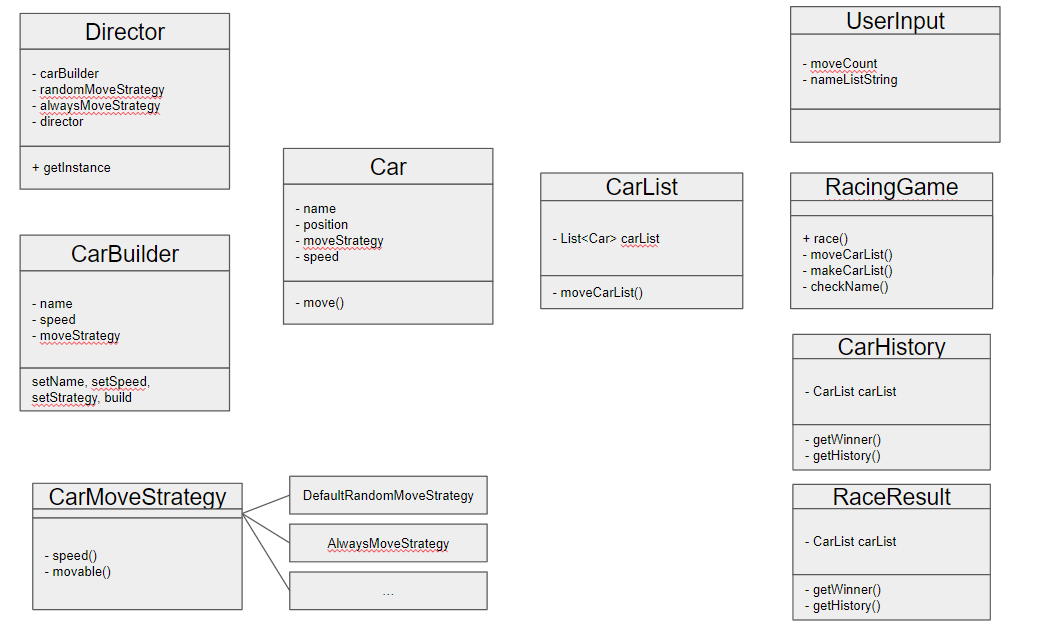 Director
- carBuilder
- randomMoveStrategy
- alwaysMoveStrategy
- director
+ getInstance
CarBuilder
- name
- speed
- moveStrategy
setName, setSpeed,
setStrategy, build
Car
- name
- position
- moveStrategy
- speed
- move()
CarList
- List<Car> carList
- moveCarList()
UserInput
- moveCount
- nameListString
RacingGame
+ race()
- moveCarList()
- makeCarList()
- checkName()
CarHistory
- CarList carList
- getWinner()
- getHistory()
RaceResult
- CarList carList
- getWinner()
- getHistory()
CarMoveStrategy
- speed()
- movable()
DefaultRandomMoveStrategy
AlwaysMoveStrategy
...